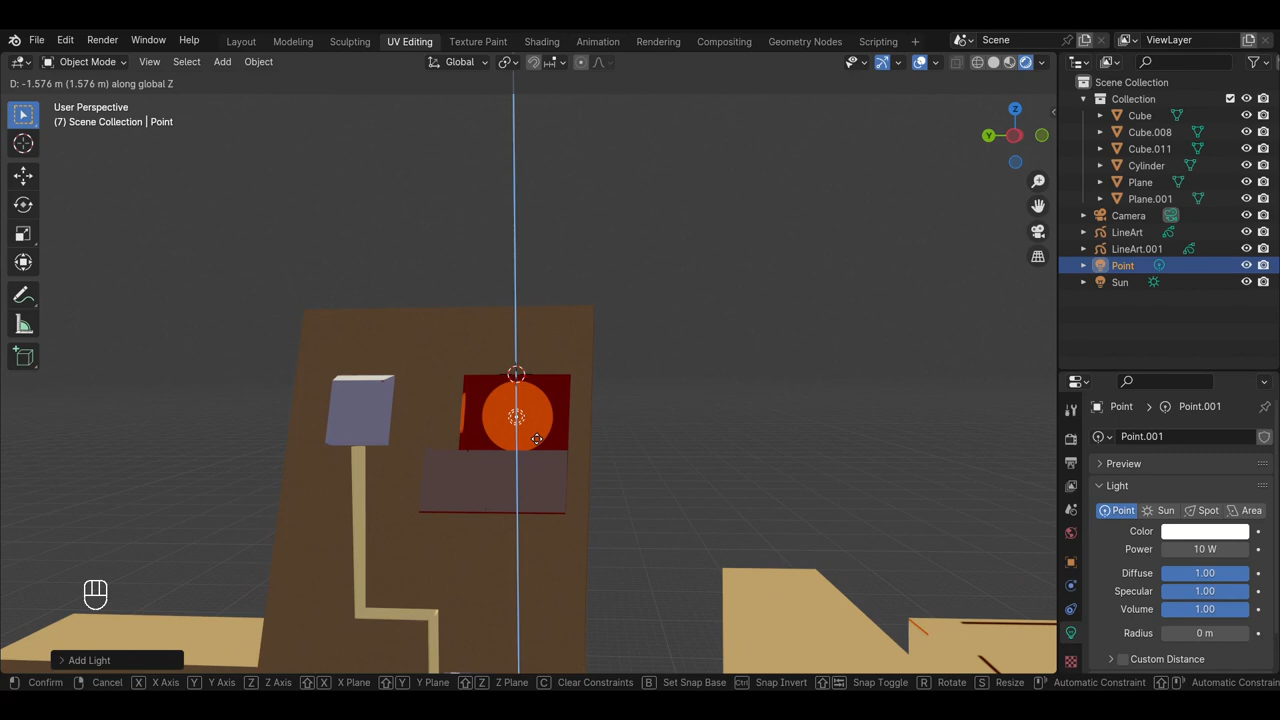 File Edit Render Window Help Layout Modeling Sculpting UV Editing Texture Paint Shading Animation Rendering Compositing Geometry Nodes Scripting + Scene ViewLayer
Object Mode View Select Add Object Global
D: -1.576 m (1.576 m) along global Z
User Perspective
(7) Scene Collection | Point
Z
Y
Scene Collection
Collection
Cube
Cube.008
Cube.011
Cylinder
Plane
Plane.001
Camera
LineArt
LineArt.001
Point
Sun
Point Point.001
Point.001
Preview
Light
Point Sun Spot Area
Color
Power 10 W
Diffuse 1.00
Specular 1.00
Volume 1.00
Radius 0 m
Custom Distance
Add Light
Confirm Cancel X X Axis Y Y Axis Z Z Axis X X Plane Y Y Plane Z Z Plane C Clear Constraints B Set Snap Base Ctrl Snap Invert Snap Toggle R Rotate S Resize Automatic Constraint Automatic Constrain